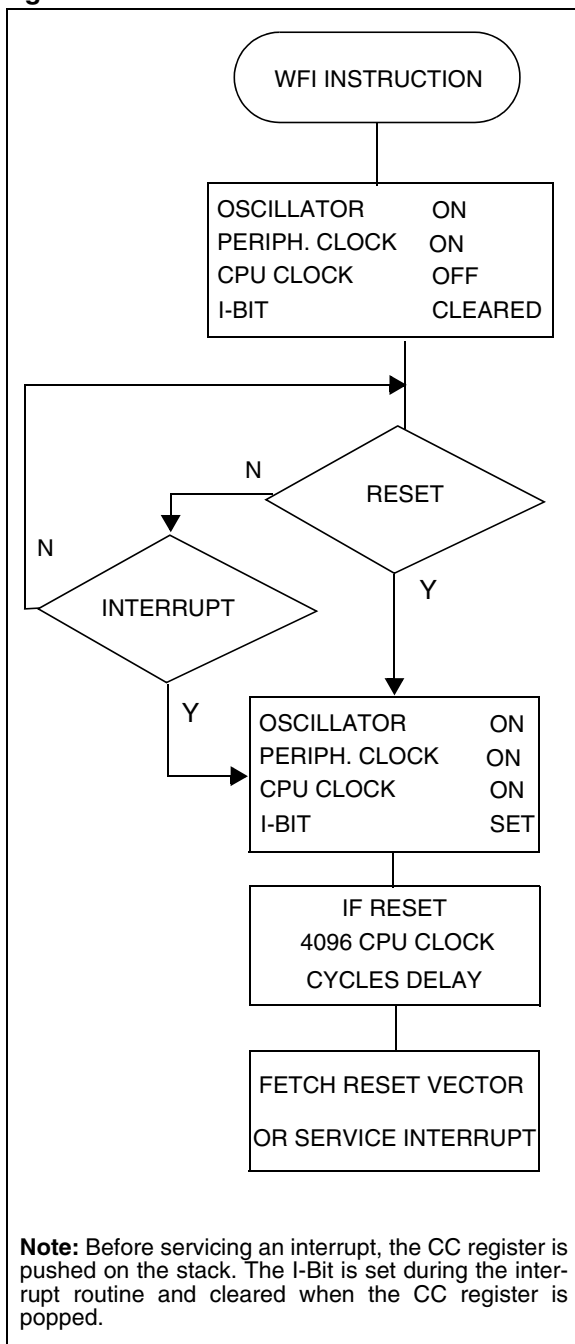 WFI INSTRUCTION
OSCILLATOR ON
PERIPH. CLOCK ON
CPU CLOCK OFF
I-BIT CLEARED
N
RESET
N
INTERRUPT
Y
Y
OSCILLATOR ON
PERIPH. CLOCK ON
CPU CLOCK ON
I-BIT SET
IF RESET
4096 CPU CLOCK
CYCLES DELAY
FETCH RESET VECTOR
OR SERVICE INTERRUPT
Note: Before servicing an interrupt, the CC register is
pushed on the stack. The I-Bit is set during the inter-
rupt routine and cleared when the CC register is
popped.